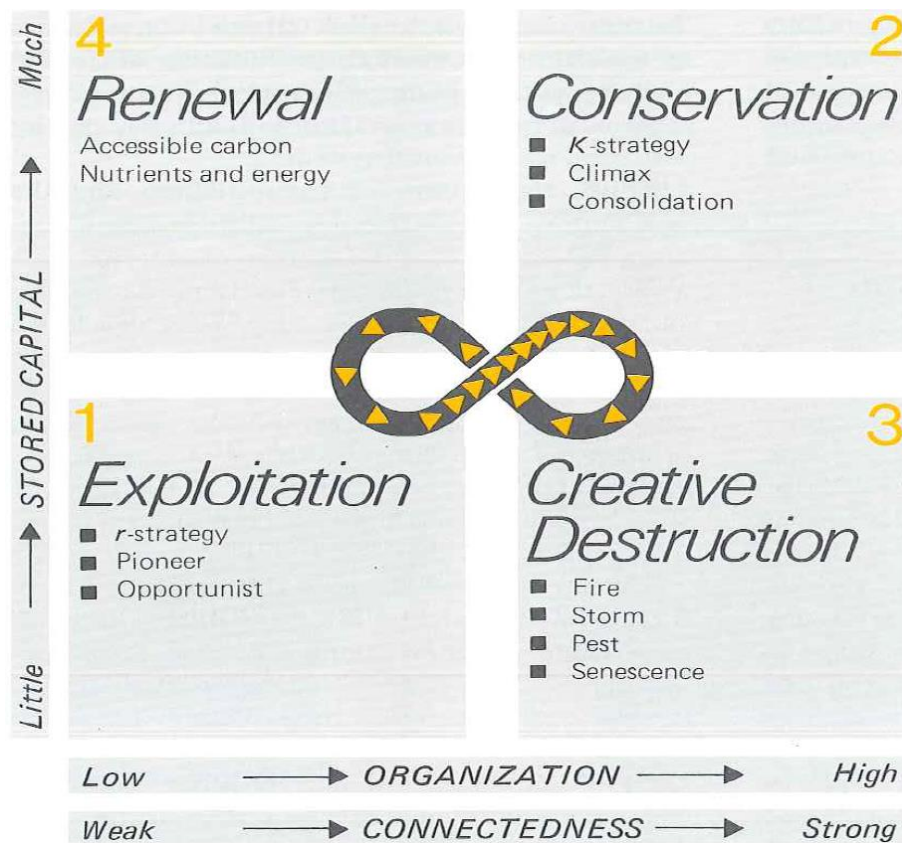 4
Renewal
Accessible carbon
Nutrients and energy
2
Conservation
K-strategy
Climax
Consolidation
1
Exploitation
r-strategy
Pioneer
Opportunist
3
Creative
Destruction
Fire
Storm
Pest
Senescence
Little STORED CAPITAL Much
Low ORGANIZATION High
Weak CONNECTEDNESS Strong